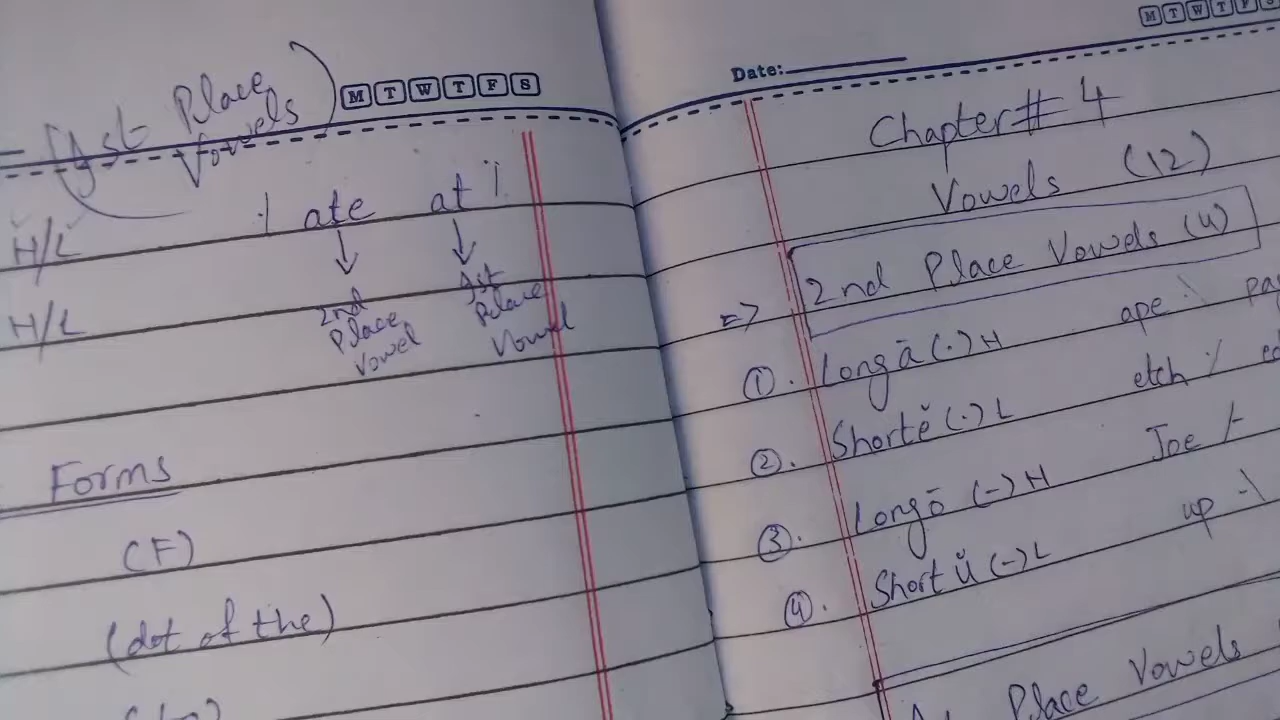 (1st Place
Vowels)
M T W T F S
H/L
ate at
2nd
Place
Vowel
1st
Place
Vowel
H/L
Forms
(F)
(dot of the)
M T W T F S
Date:
Chapter # 4
Vowels (12)
=> 2nd Place Vowels (4)
①. Long ā (·) H ape
②. Short ĕ (·) L etch
③. Long ō (-) H Joe
④. Short ŭ (-) L up
Place Vowels